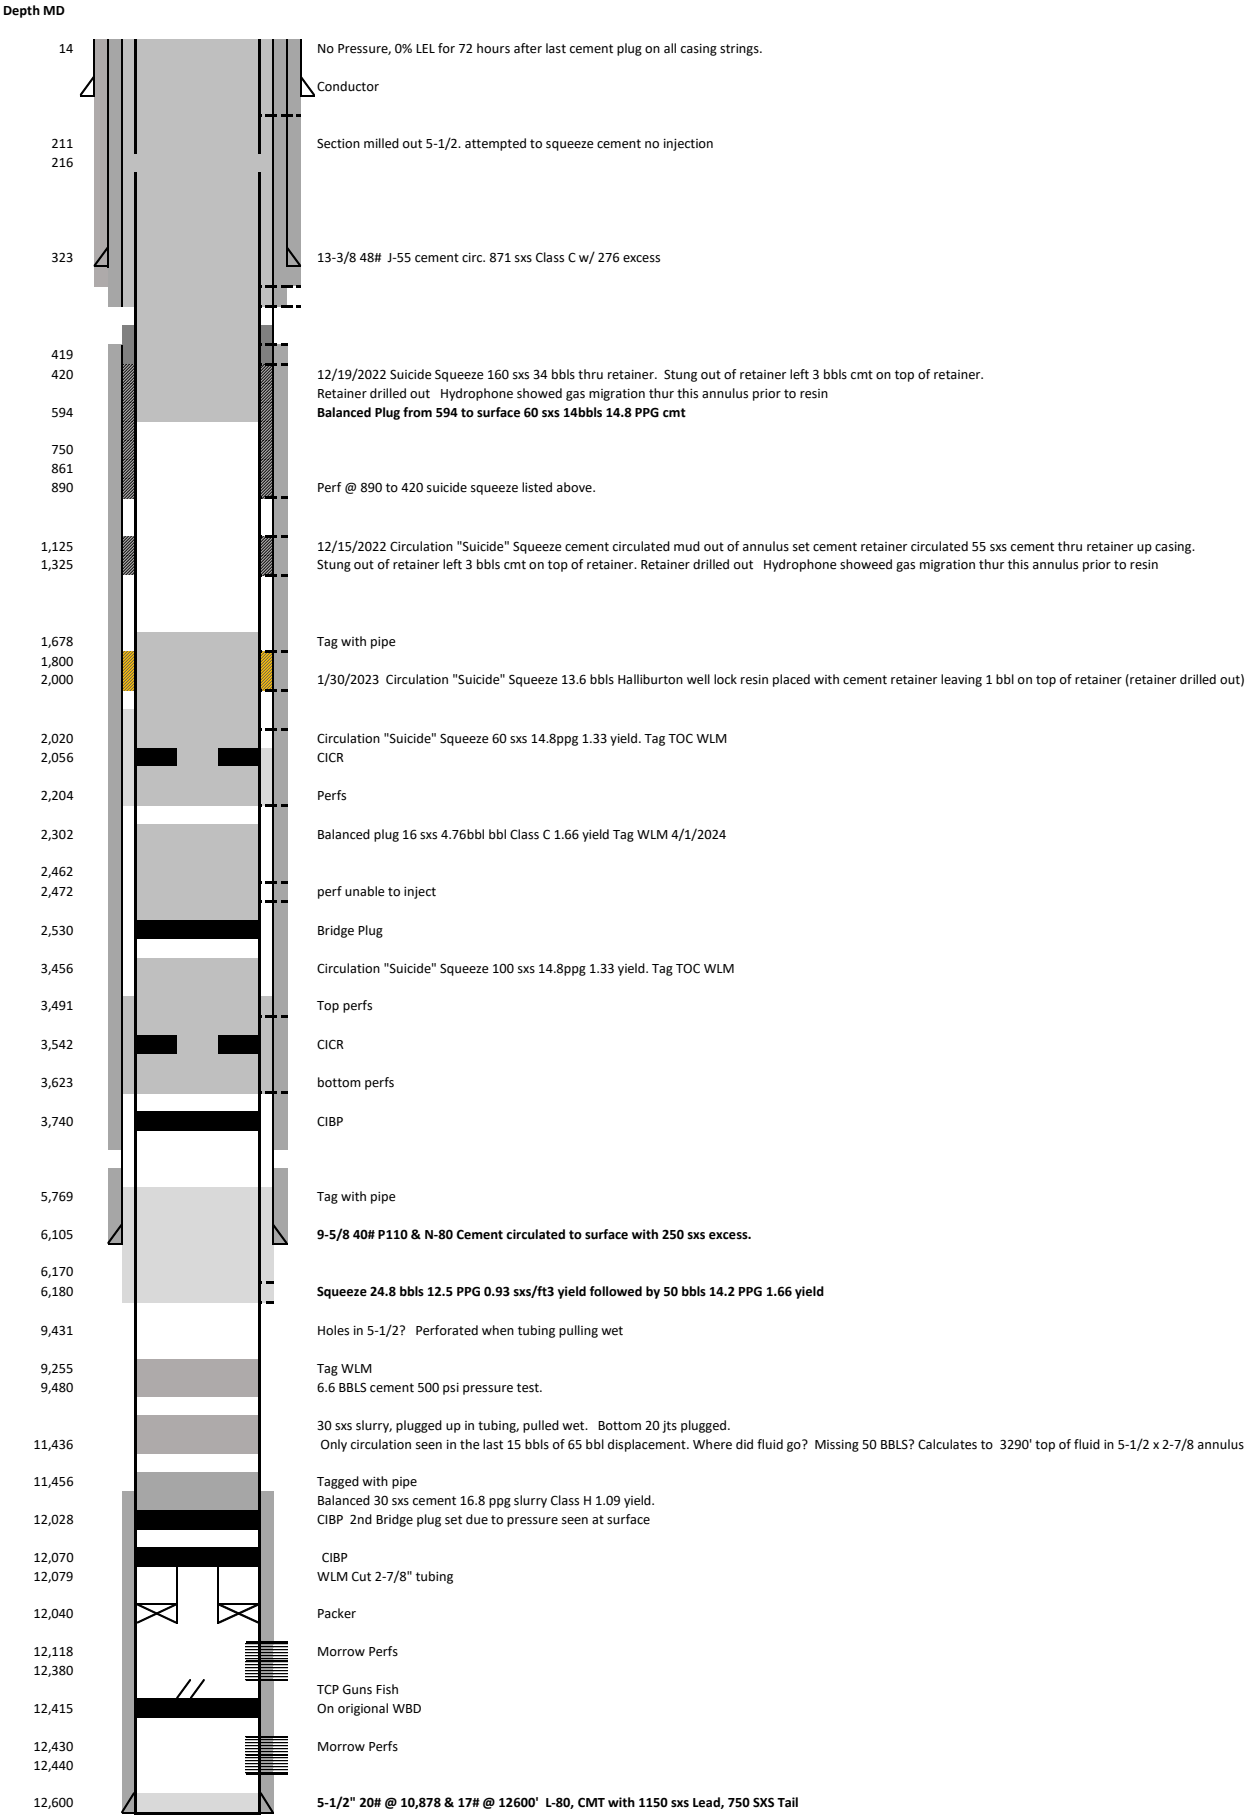 Depth MD
14 No Pressure, 0% LEL for 72 hours after last cement plug on all casing strings.
Conductor
211 Section milled out 5-1/2. attempted to squeeze cement no injection
216
323 13-3/8 48# J-55 cement circ. 871 sxs Class C w/ 276 excess
419
420 12/19/2022 Suicide Squeeze 160 sxs 34 bbls thru retainer. Stung out of retainer left 3 bbls cmt on top of retainer.
Retainer drilled out Hydrophone showed gas migration thur this annulus prior to resin
594 Balanced Plug from 594 to surface 60 sxs 14bbls 14.8 PPG cmt
750
861
890 Perf @ 890 to 420 suicide squeeze listed above.
1,125 12/15/2022 Circulation "Suicide" Squeeze cement circulated mud out of annulus set cement retainer circulated 55 sxs cement thru retainer up casing.
1,325 Stung out of retainer left 3 bbls cmt on top of retainer. Retainer drilled out Hydrophone showeed gas migration thur this annulus prior to resin
1,678 Tag with pipe
1,800
2,000 1/30/2023 Circulation "Suicide" Squeeze 13.6 bbls Halliburton well lock resin placed with cement retainer leaving 1 bbl on top of retainer (retainer drilled out)
2,020 Circulation "Suicide" Squeeze 60 sxs 14.8ppg 1.33 yield. Tag TOC WLM
2,056 CICR
2,204 Perfs
2,302 Balanced plug 16 sxs 4.76bbl bbl Class C 1.66 yield Tag WLM 4/1/2024
2,462
2,472 perf unable to inject
2,530 Bridge Plug
3,456 Circulation "Suicide" Squeeze 100 sxs 14.8ppg 1.33 yield. Tag TOC WLM
3,491 Top perfs
3,542 CICR
3,623 bottom perfs
3,740 CIBP
5,769 Tag with pipe
6,105 9-5/8 40# P110 & N-80 Cement circulated to surface with 250 sxs excess.
6,170
6,180 Squeeze 24.8 bbls 12.5 PPG 0.93 sxs/ft3 yield followed by 50 bbls 14.2 PPG 1.66 yield
9,431 Holes in 5-1/2? Perforated when tubing pulling wet
9,255 Tag WLM
9,480 6.6 BBLS cement 500 psi pressure test.
30 sxs slurry, plugged up in tubing, pulled wet. Bottom 20 jts plugged.
11,436 Only circulation seen in the last 15 bbls of 65 bbl displacement. Where did fluid go? Missing 50 BBLS? Calculates to 3290' top of fluid in 5-1/2 x 2-7/8 annulus
11,456 Tagged with pipe
Balanced 30 sxs cement 16.8 ppg slurry Class H 1.09 yield.
12,028 CIBP 2nd Bridge plug set due to pressure seen at surface
12,070 CIBP
12,079 WLM Cut 2-7/8" tubing
12,040 Packer
12,118 Morrow Perfs
12,380
TCP Guns Fish
12,415 On origional WBD
12,430 Morrow Perfs
12,440
12,600 5-1/2" 20# @ 10,878 & 17# @ 12600' L-80, CMT with 1150 sxs Lead, 750 SXS Tail